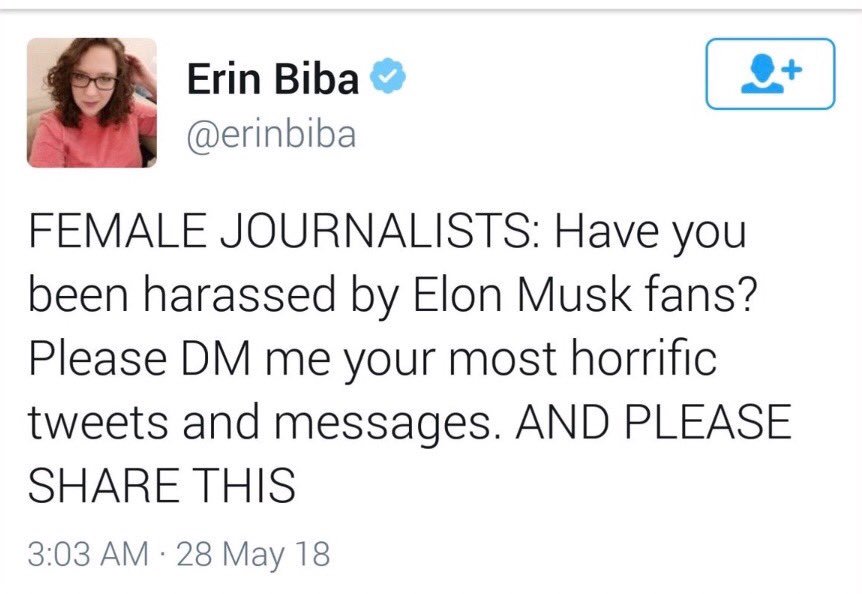 Erin Biba
@erinbiba
FEMALE JOURNALISTS: Have you
been harassed by Elon Musk fans?
Please DM me your most horrific
tweets and messages. AND PLEASE
SHARE THIS
3:03 AM · 28 May 18